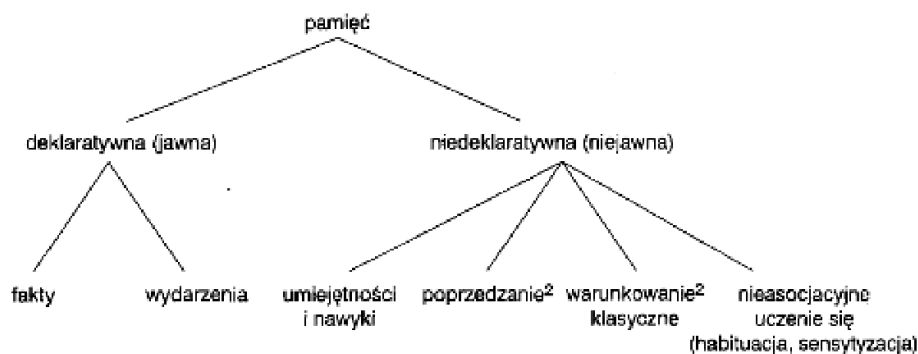 pamięć
deklaratywna (jawna)
niedeklaratywna (niejawna)
fakty
wydarzenia
umiejętności
i nawyki
poprzedzanie²
warunkowanie²
klasyczne
nieasocjacyjne
uczenie się
(habituacja, sensytyzacja)